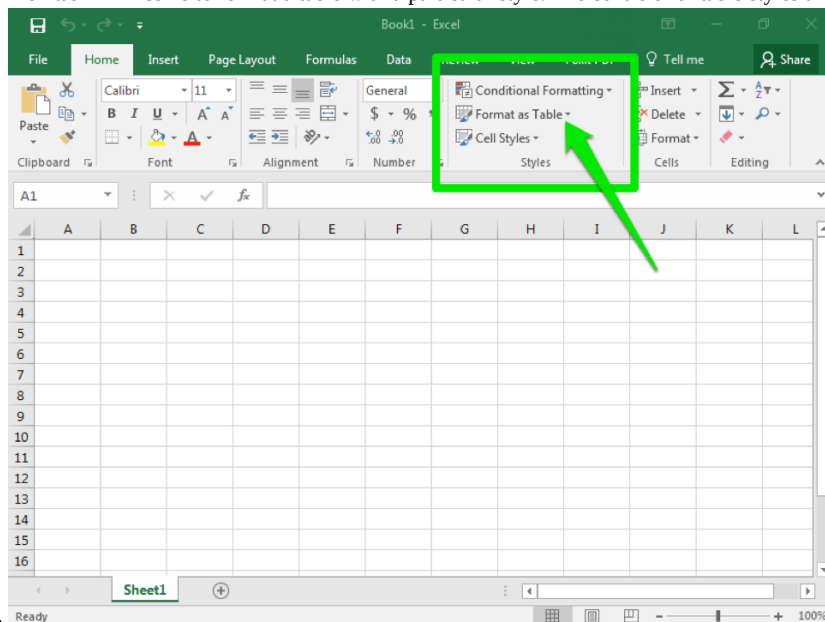 Book1 - Excel
File Home Insert Page Layout Formulas Data Tell me Share
Calibri 11 General Conditional Formatting Insert
Paste B I U A A $ % Format as Table Delete
A Cell Styles Format
Clipboard Font Alignment Number Styles Cells Editing
A1 fx
A B C D E F G H I J K L
1
2
3
4
5
6
7
8
9
10
11
12
13
14
15
16
Sheet1
Ready 100%